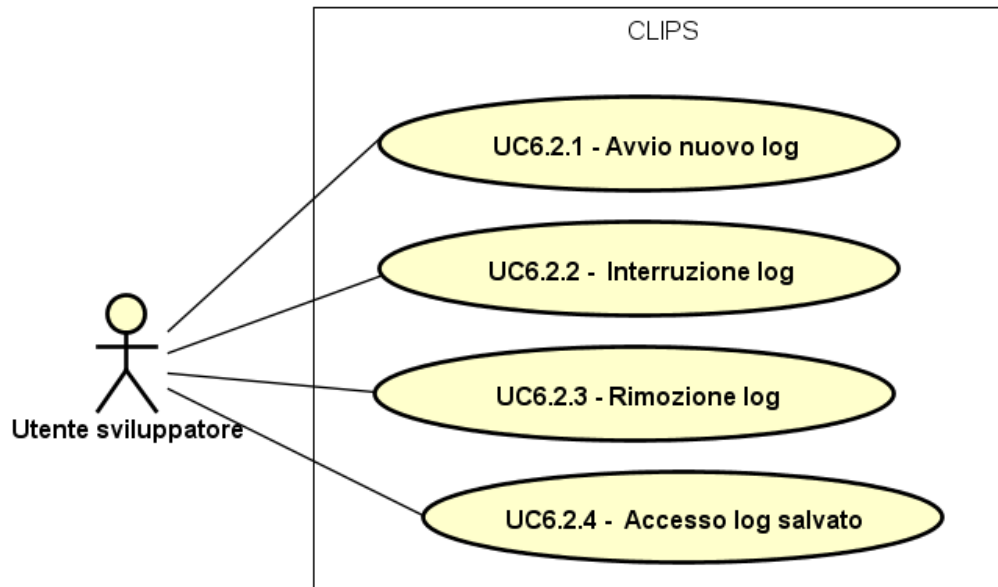 CLIPS
UC6.2.1 - Avvio nuovo log
UC6.2.2 - Interruzione log
UC6.2.3 - Rimozione log
Utente sviluppatore
UC6.2.4 - Accesso log salvato